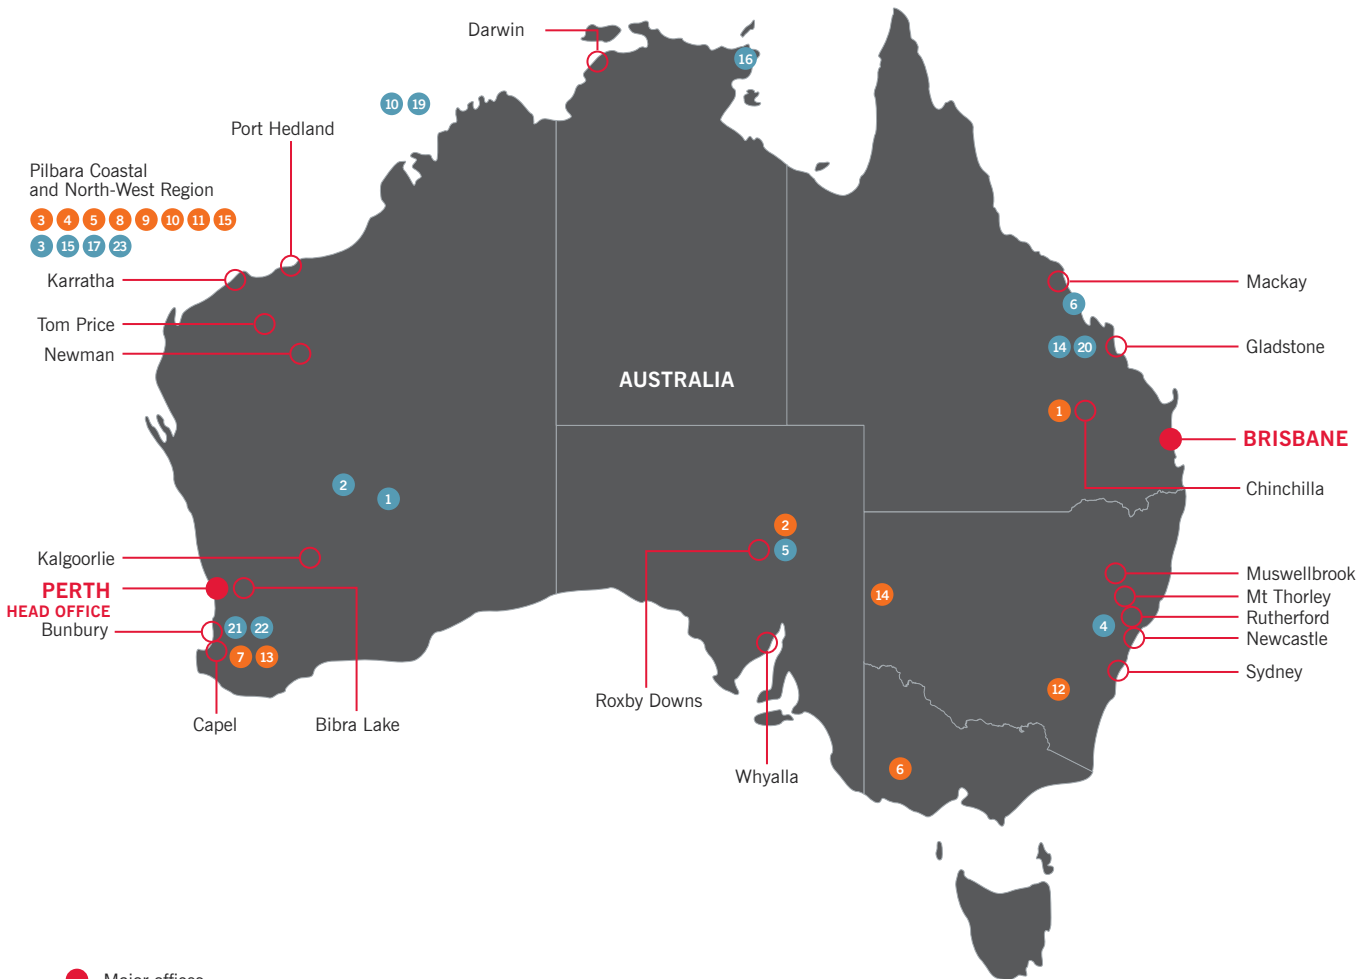 Darwin
16
10 19
Port Hedland
Pilbara Coastal
and North-West Region
3 4 5 8 9 10 11 15
3 15 17 23
Karratha
Mackay
6
Tom Price
Newman
14 20
Gladstone
AUSTRALIA
1
BRISBANE
2
1
Chinchilla
2
5
Kalgoorlie
PERTH
HEAD OFFICE
Bunbury
21 22
7 13
14
Muswellbrook
Mt Thorley
Rutherford
4
Newcastle
Sydney
12
Capel
Bibra Lake
Roxby Downs
Whyalla
6